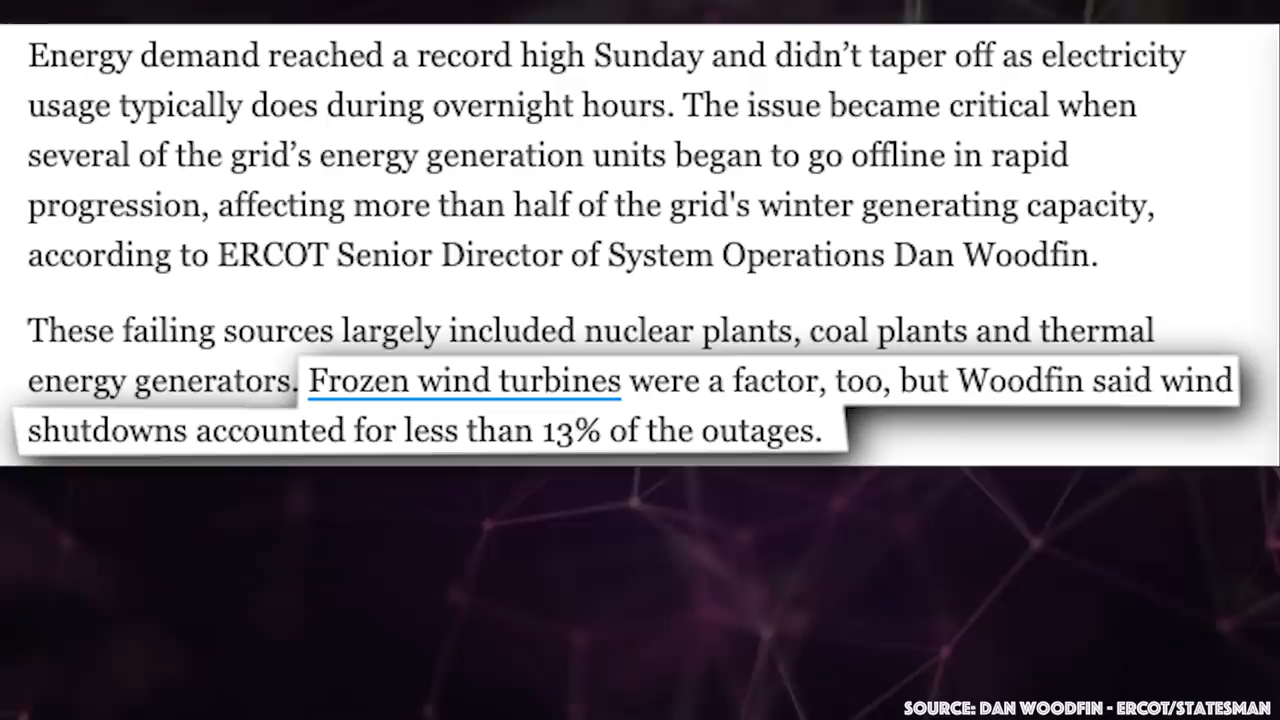 Energy demand reached a record high Sunday and didn’t taper off as electricity
usage typically does during overnight hours. The issue became critical when
several of the grid’s energy generation units began to go offline in rapid
progression, affecting more than half of the grid's winter generating capacity,
according to ERCOT Senior Director of System Operations Dan Woodfin.
These failing sources largely included nuclear plants, coal plants and thermal
energy generators. Frozen wind turbines were a factor, too, but Woodfin said wind
shutdowns accounted for less than 13% of the outages.
SOURCE: DAN WOODFIN - ERCOT/STATESMAN